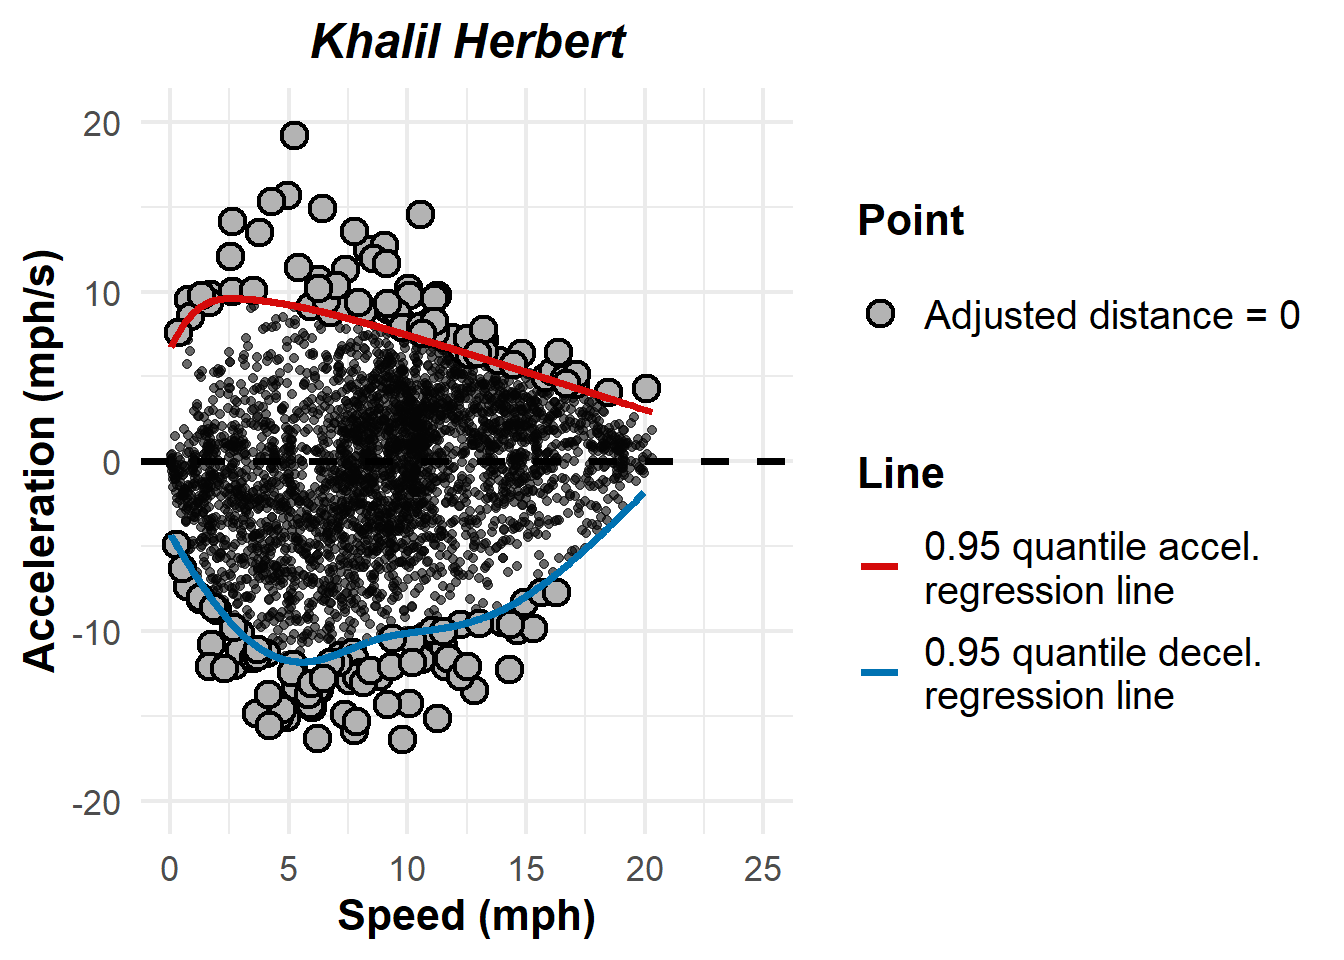 Khalil Herbert
20
10
0
-10
-20
Acceleration (mph/s)
0 5 10 15 20 25
Speed (mph)
Point
Adjusted distance = 0
Line
0.95 quantile accel.
regression line
0.95 quantile decel.
regression line